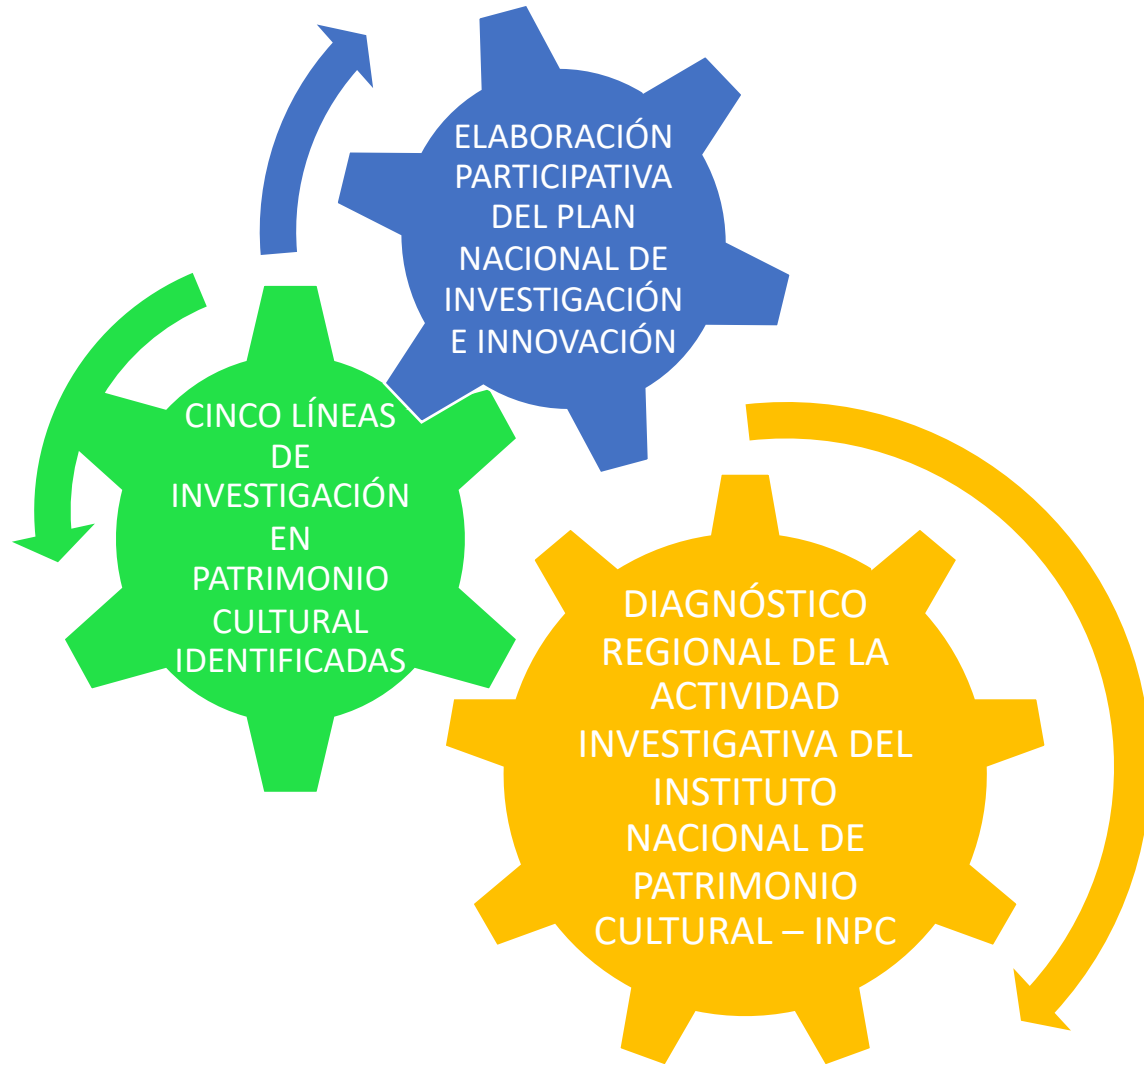 ELABORACIÓN
PARTICIPATIVA
DEL PLAN
NACIONAL DE
INVESTIGACIÓN
E INNOVACIÓN
CINCO LÍNEAS
DE
INVESTIGACIÓN
EN
PATRIMONIO
CULTURAL
IDENTIFICADAS
DIAGNÓSTICO
REGIONAL DE LA
ACTIVIDAD
INVESTIGATIVA DEL
INSTITUTO
NACIONAL DE
PATRIMONIO
CULTURAL – INPC